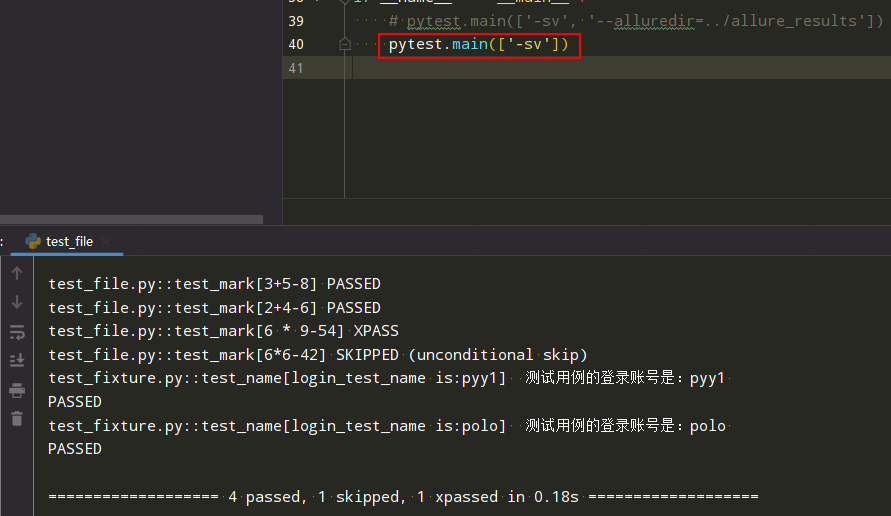 39 # pytest.main(['-sv', '--alluredir=../allure_results'])
40 pytest.main(['-sv'])
41
: test_file
test_file.py::test_mark[3+5-8] PASSED
test_file.py::test_mark[2+4-6] PASSED
test_file.py::test_mark[6 * 9-54] XPASS
test_file.py::test_mark[6*6-42] SKIPPED (unconditional skip)
test_fixture.py::test_name[login_test_name is:pyy1] 测试用例的登录账号是：pyy1
PASSED
test_fixture.py::test_name[login_test_name is:polo] 测试用例的登录账号是：polo
PASSED
=================== 4 passed, 1 skipped, 1 xpassed in 0.18s ===================